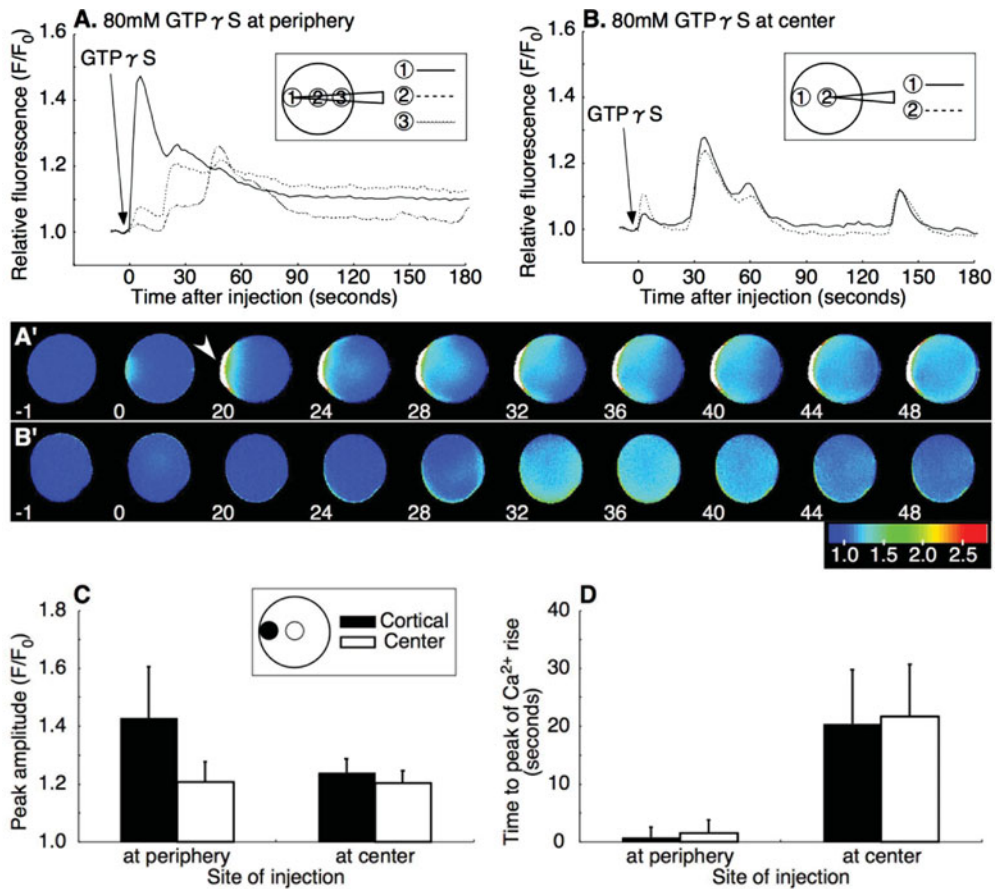 A. 80mM GTP γ S at periphery
Relative fluorescence (F/F0)
1.6
1.4
1.2
1.0
GTP γ S
1 2 3
1
2
3
0 30 60 90 120 150 180
Time after injection (seconds)
B. 80mM GTP γ S at center
Relative fluorescence (F/F0)
1.6
1.4
1.2
1.0
GTP γ S
1 2
1
2
0 30 60 90 120 150 180
Time after injection (seconds)
A'
-1 0 20 24 28 32 36 40 44 48
B'
-1 0 20 24 28 32 36 40 44 48
1.0 1.5 2.0 2.5
C
Peak amplitude (F/F0)
1.8
1.6
1.4
1.2
1.0
Cortical
Center
at periphery at center
Site of injection
D
Time to peak of Ca2+ rise
(seconds)
40
30
20
10
0
at periphery at center
Site of injection